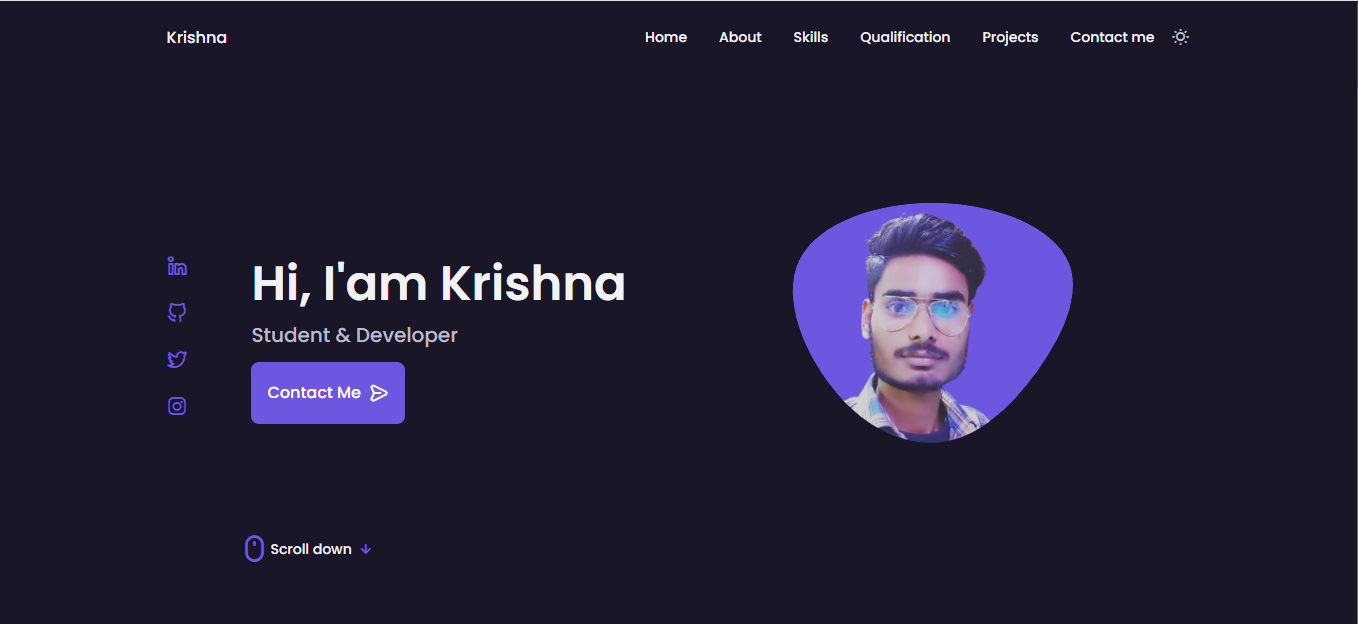 Krishna
Home About Skills Qualification Projects Contact me
Hi, I'am Krishna
Student & Developer
Contact Me
Scroll down